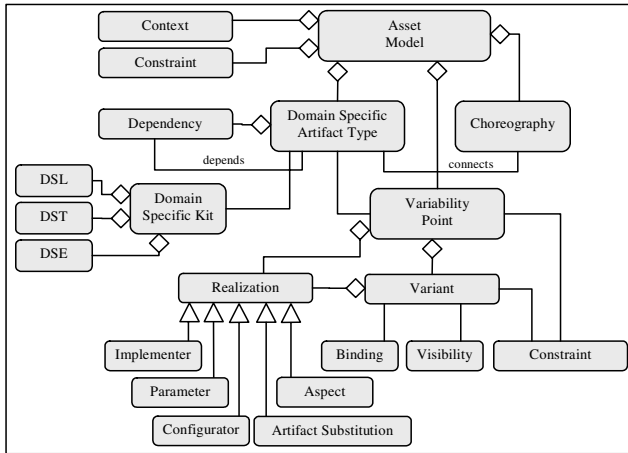 Context
Asset
Model
Constraint
Dependency
Domain Specific
Artifact Type
Choreography
depends
connects
DSL
DST
DSE
Domain
Specific Kit
Variability
Point
Realization
Variant
Implementer
Binding
Visibility
Constraint
Parameter
Aspect
Configurator
Artifact Substitution